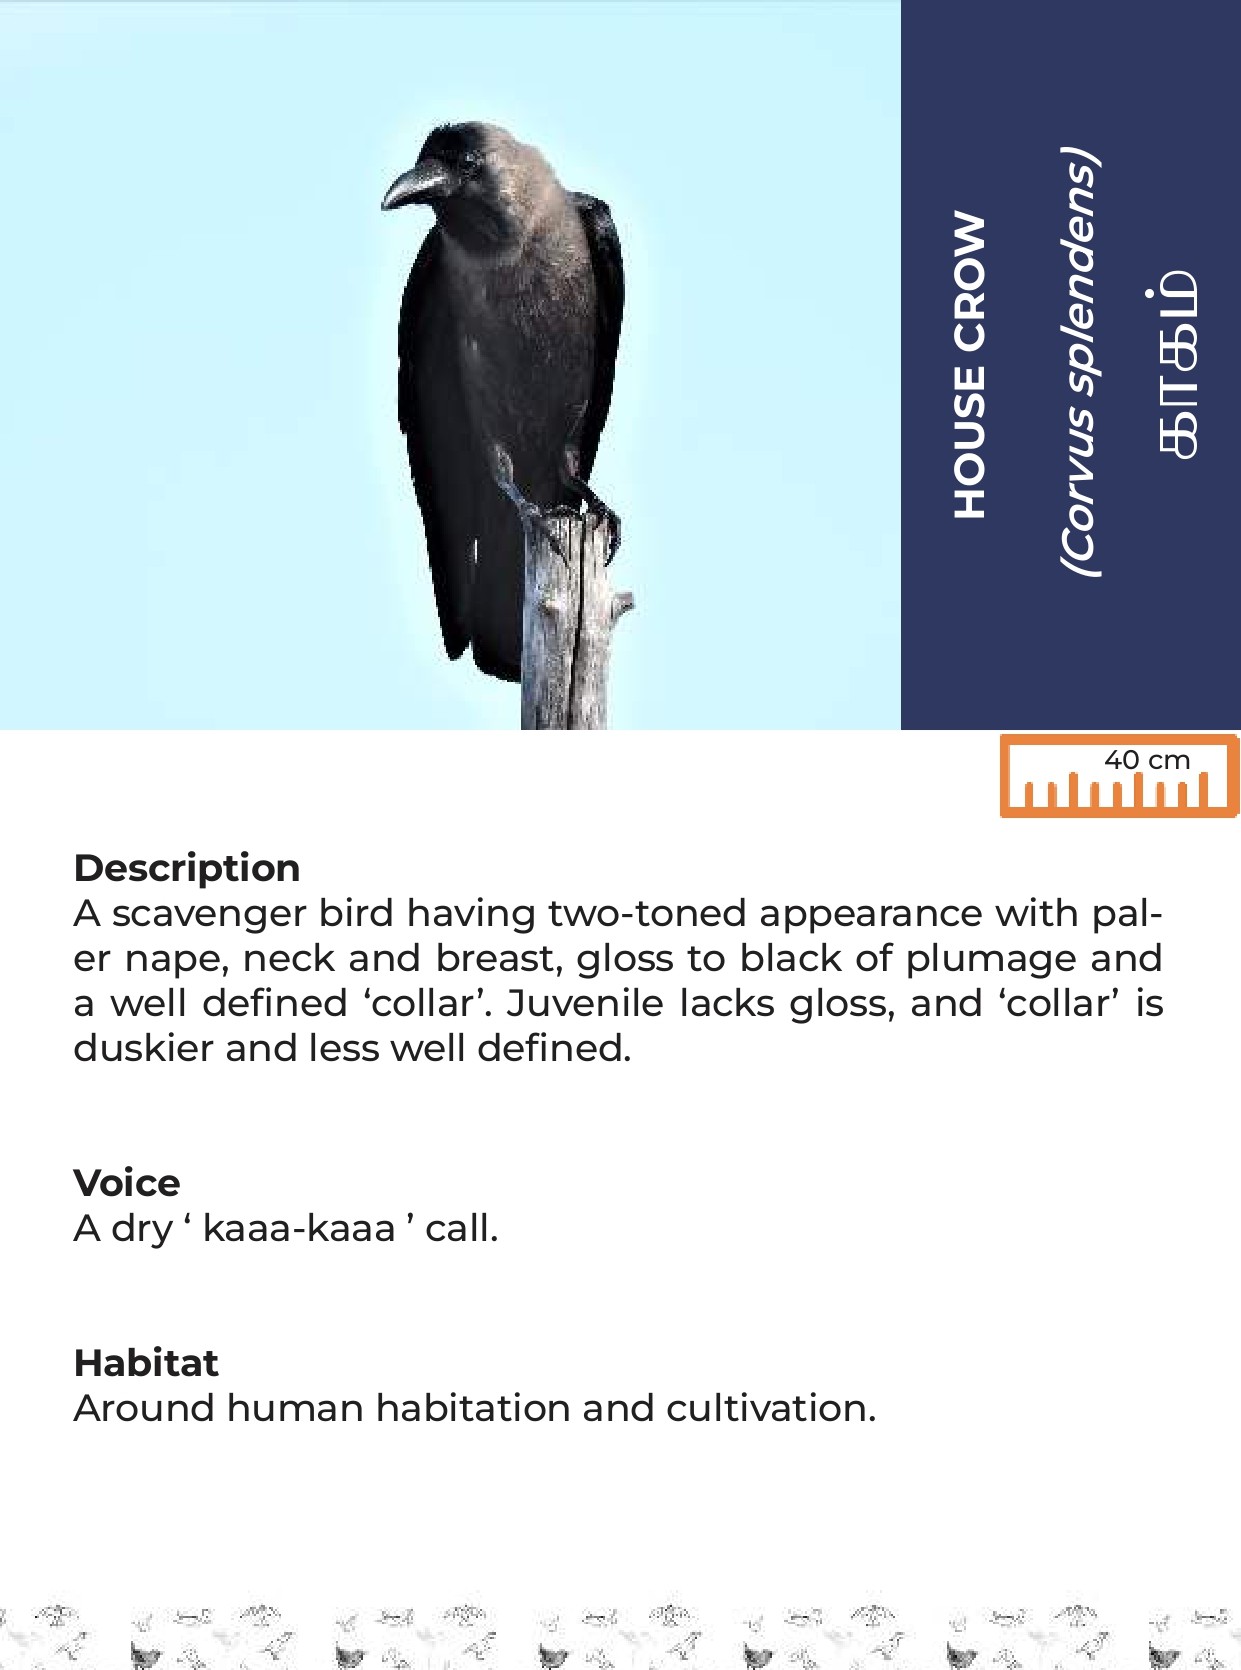 HOUSE CROW
(Corvus splendens)
காகம்
40 cm
Description
A scavenger bird having two-toned appearance with pal-
er nape, neck and breast, gloss to black of plumage and
a well defined ‘collar’. Juvenile lacks gloss, and ‘collar’ is
duskier and less well defined.
Voice
A dry ‘ kaaa-kaaa ’ call.
Habitat
Around human habitation and cultivation.